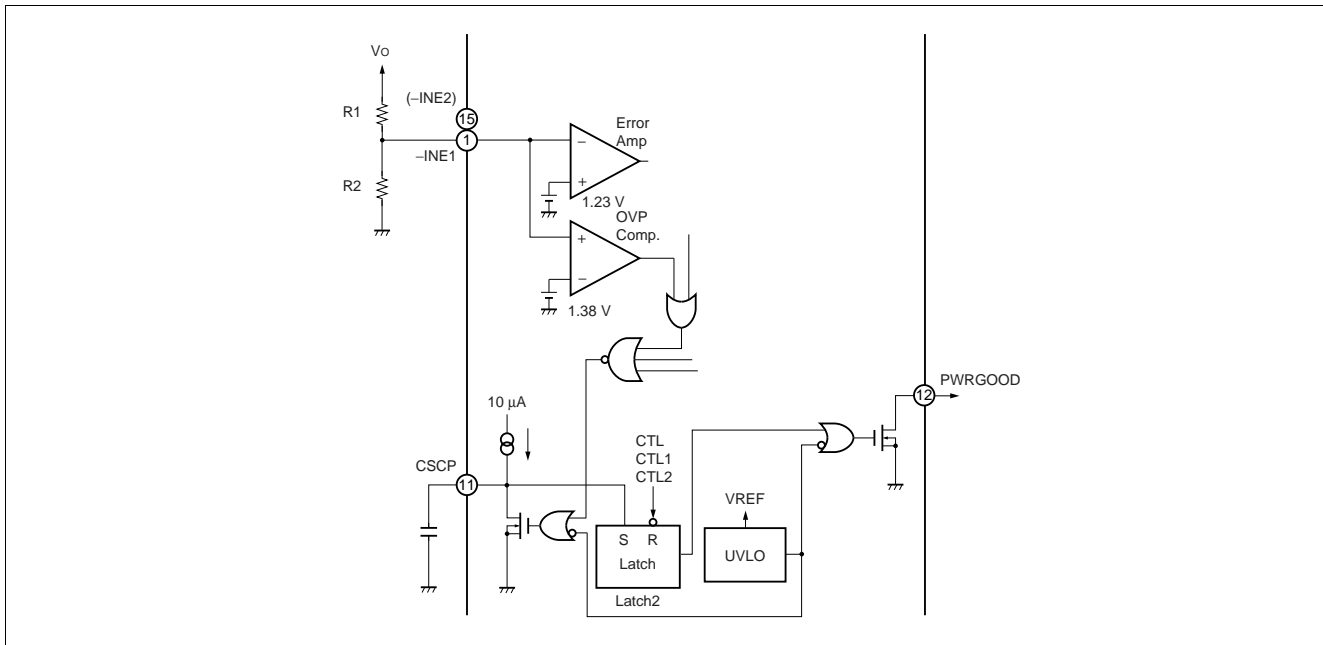 Vo
(−INE2)
R1
15
1
−INE1
R2
Error
Amp
−
+
1.23 V
OVP
Comp.
+
−
1.38 V
PWRGOOD
12
10 μA
CTL
CTL1
CTL2
CSCP
11
VREF
S R
Latch
UVLO
Latch2